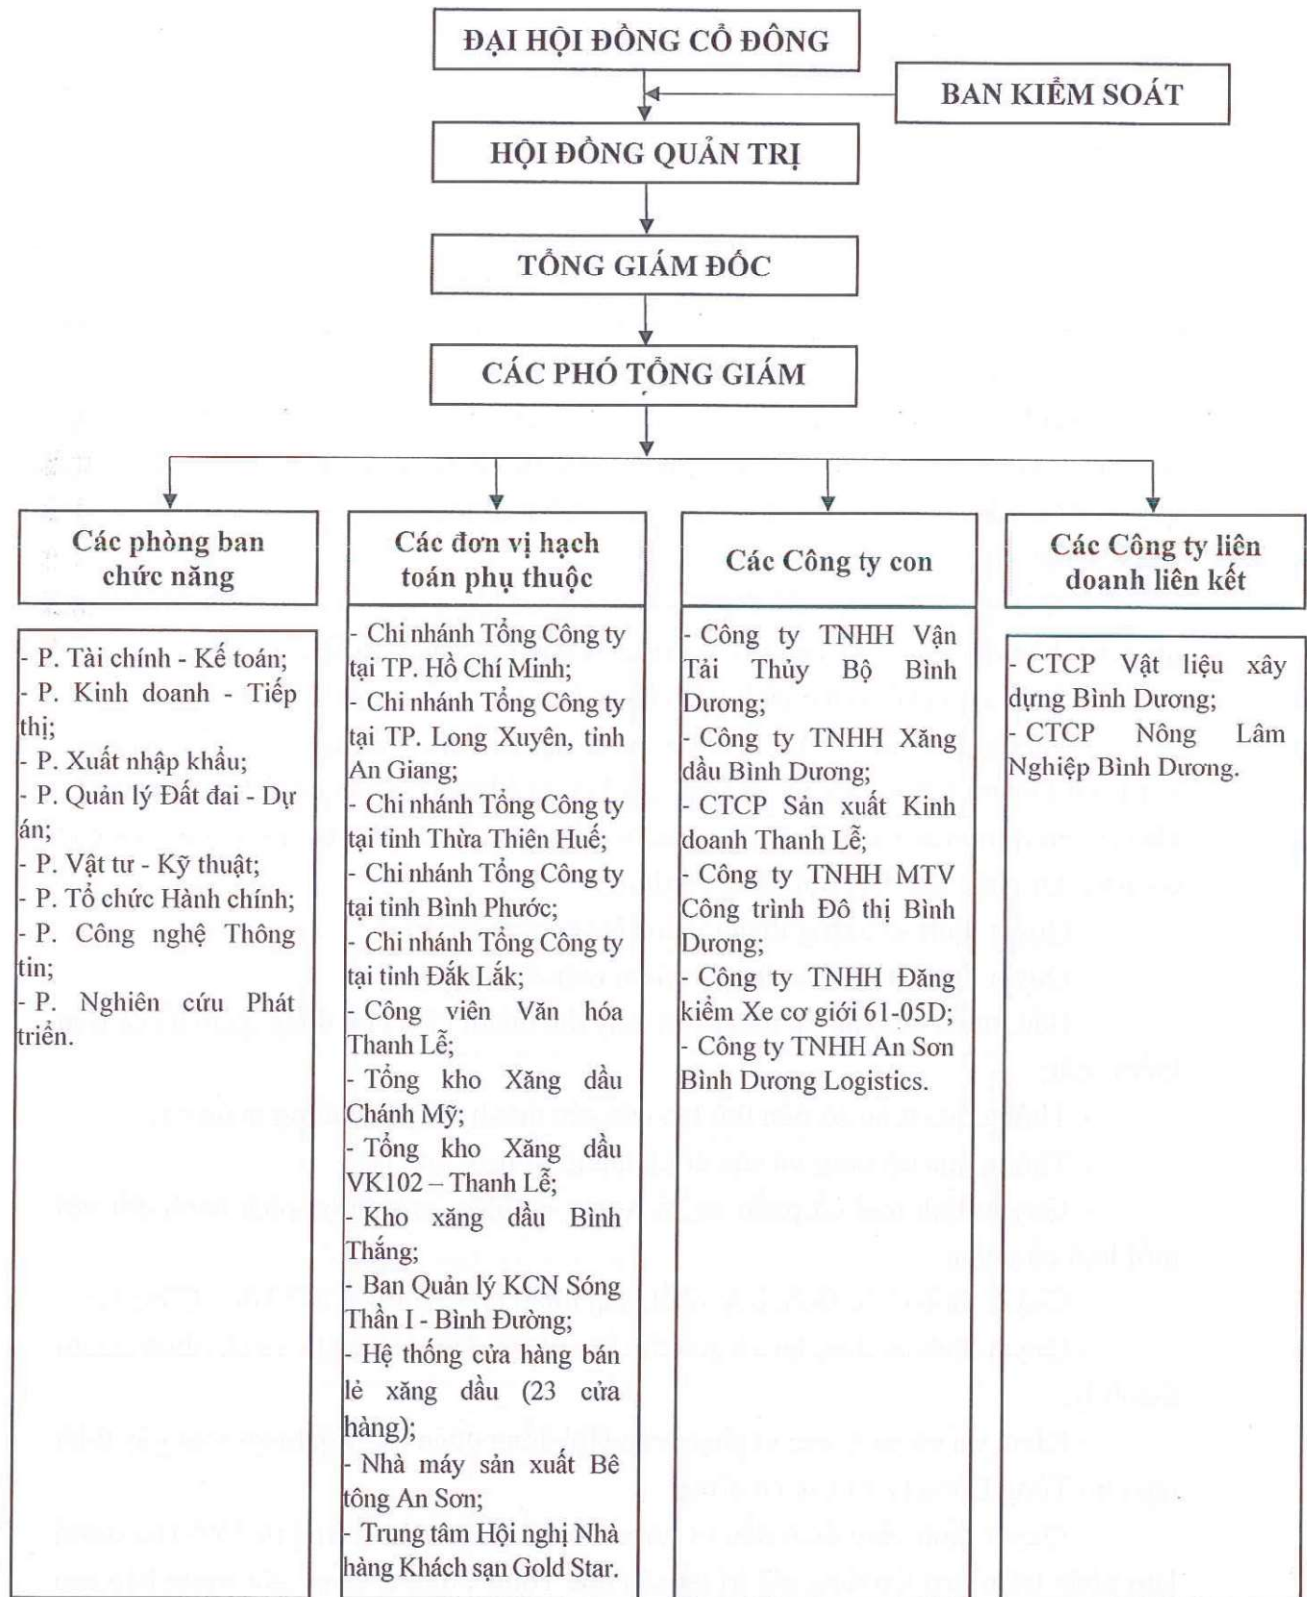 ĐẠI HỘI ĐỒNG CỔ ĐÔNG
BAN KIỂM SOÁT
HỘI ĐỒNG QUẢN TRỊ
TỔNG GIÁM ĐỐC
CÁC PHÓ TỔNG GIÁM
Các phòng ban
chức năng
- P. Tài chính - Kế toán;
- P. Kinh doanh - Tiếp
thị;
- P. Xuất nhập khẩu;
- P. Quản lý Đất đai - Dự
án;
- P. Vật tư - Kỹ thuật;
- P. Tổ chức Hành chính;
- P. Công nghệ Thông
tin;
- P. Nghiên cứu Phát
triển.
Các đơn vị hạch
toán phụ thuộc
- Chi nhánh Tổng Công ty
tại TP. Hồ Chí Minh;
- Chi nhánh Tổng Công ty
tại TP. Long Xuyên, tỉnh
An Giang;
- Chi nhánh Tổng Công ty
tại tỉnh Thừa Thiên Huế;
- Chi nhánh Tổng Công ty
tại tỉnh Bình Phước;
- Chi nhánh Tổng Công ty
tại tỉnh Đắk Lắk;
- Công viên Văn hóa
Thanh Lễ;
- Tổng kho Xăng dầu
Chánh Mỹ;
- Tổng kho Xăng dầu
VK102 – Thanh Lễ;
- Kho xăng dầu Bình
Thắng;
- Ban Quản lý KCN Sóng
Thần I - Bình Đường;
- Hệ thống cửa hàng bán
lẻ xăng dầu (23 cửa
hàng);
- Nhà máy sản xuất Bê
tông An Sơn;
- Trung tâm Hội nghị Nhà
hàng Khách sạn Gold Star.
Các Công ty con
- Công ty TNHH Vận
Tải Thủy Bộ Bình
Dương;
- Công ty TNHH Xăng
dầu Bình Dương;
- CTCP Sản xuất Kinh
doanh Thanh Lễ;
- Công ty TNHH MTV
Công trình Đô thị Bình
Dương;
- Công ty TNHH Đăng
kiểm Xe cơ giới 61-05D;
- Công ty TNHH An Sơn
Bình Dương Logistics.
Các Công ty liên
doanh liên kết
- CTCP Vật liệu xây
dựng Bình Dương;
- CTCP Nông Lâm
Nghiệp Bình Dương.